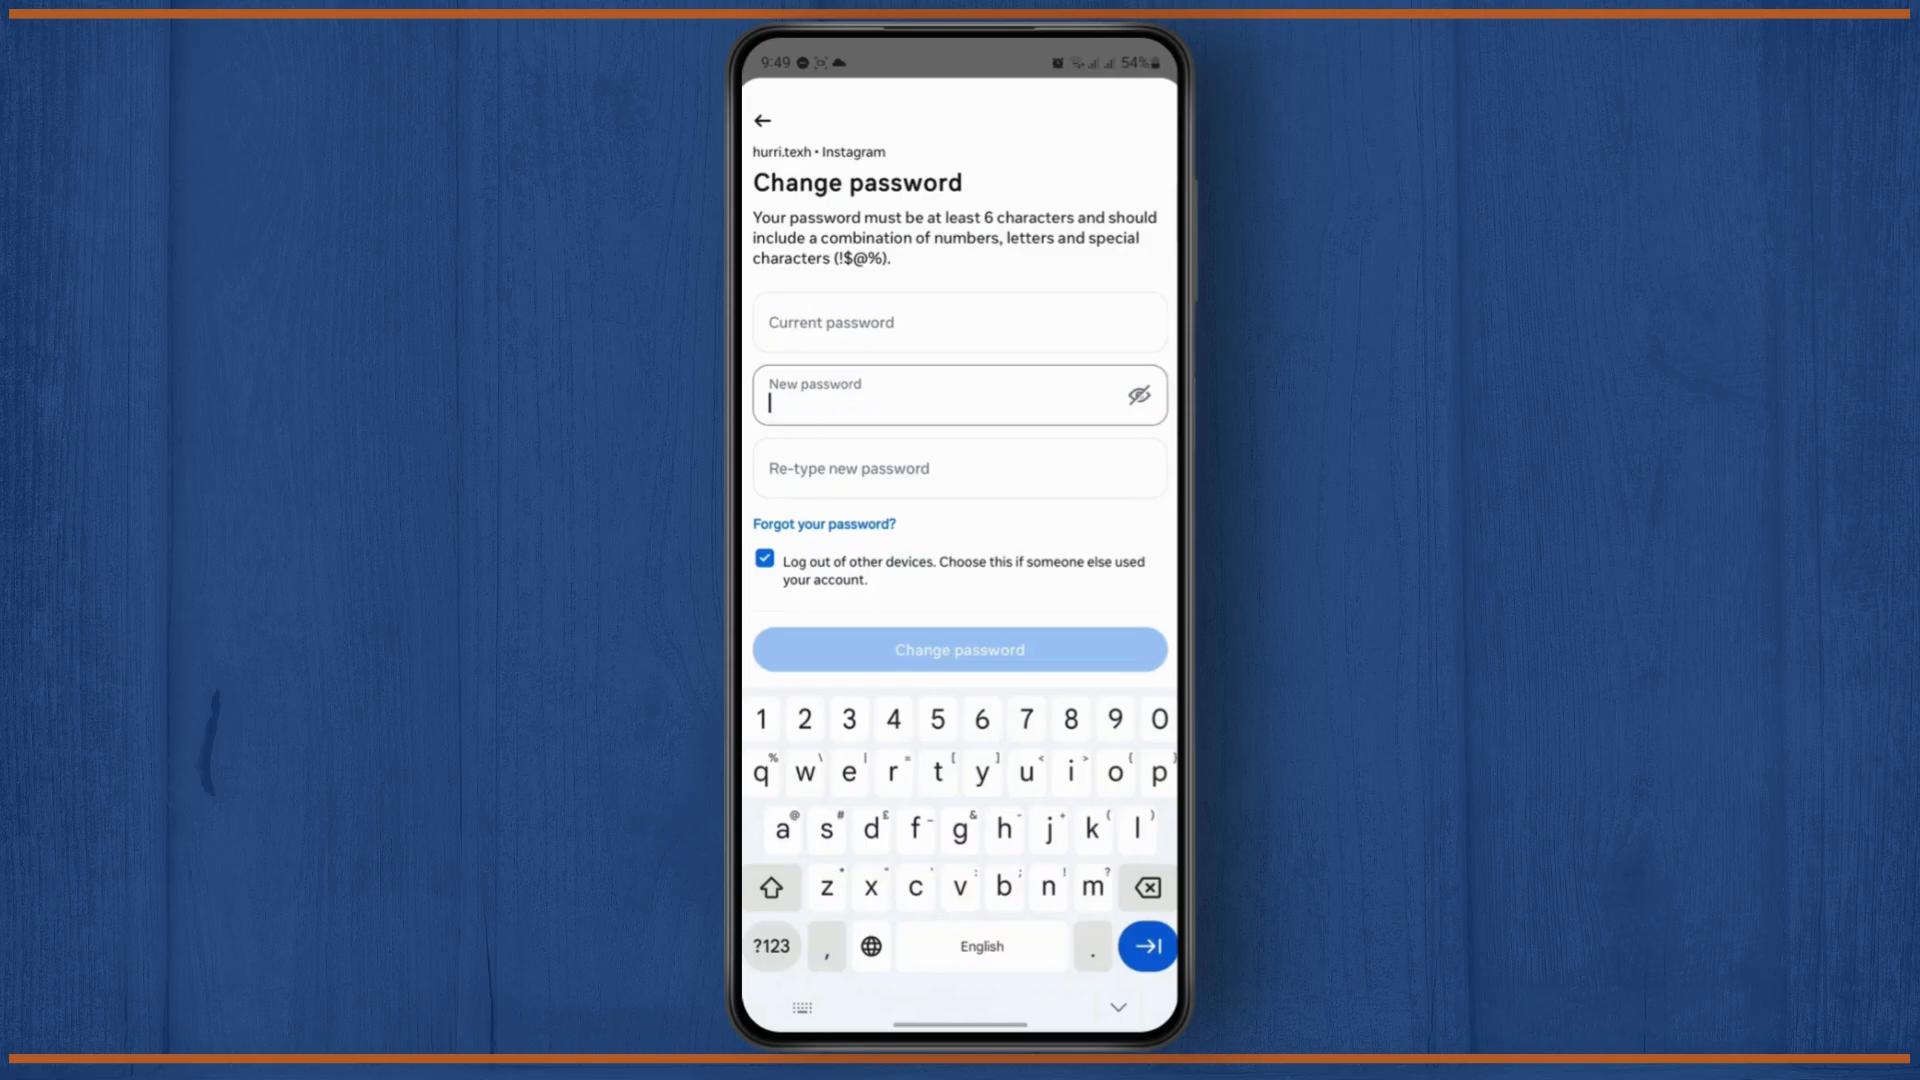 9:49 54%
hurri.texh • Instagram
Change password
Your password must be at least 6 characters and should
include a combination of numbers, letters and special
characters (!$@%).
Current password
New password
Re-type new password
Forgot your password?
Log out of other devices. Choose this if someone else used
your account.
Change password
1 2 3 4 5 6 7 8 9 0
q w e r t y u i o p
a s d f g h j k l
z x c v b n m
?123 , English .